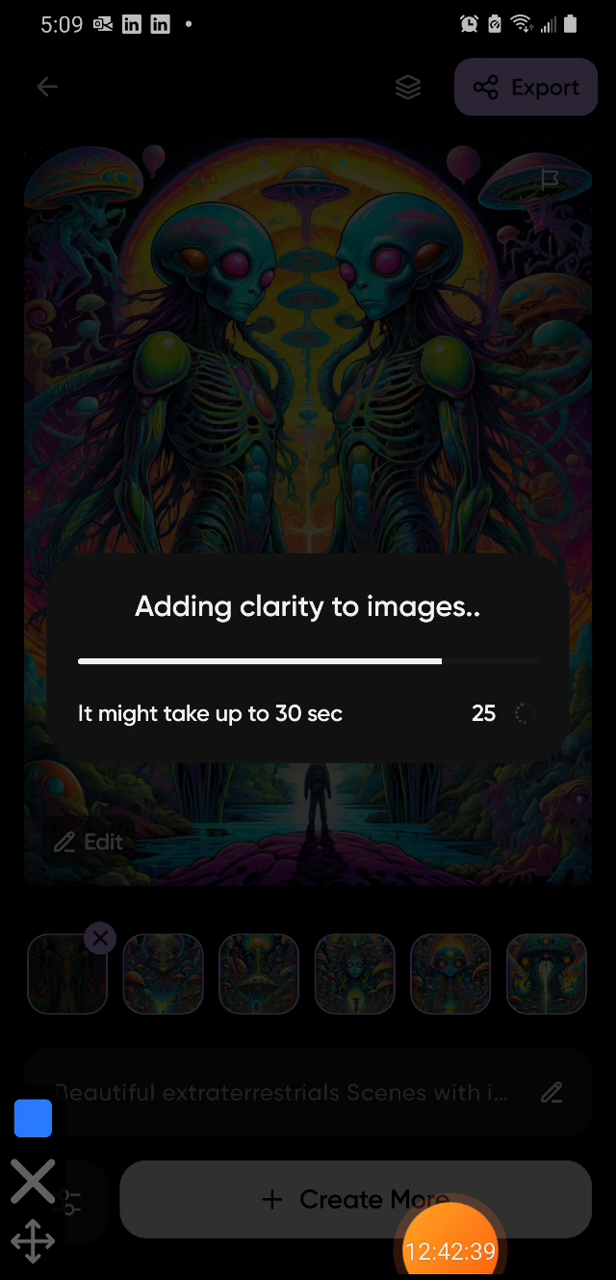 5:09
Export
Adding clarity to images..
It might take up to 30 sec
25
Edit
Beautiful extraterrestrials Scenes with i...
+ Create More
12:42:39